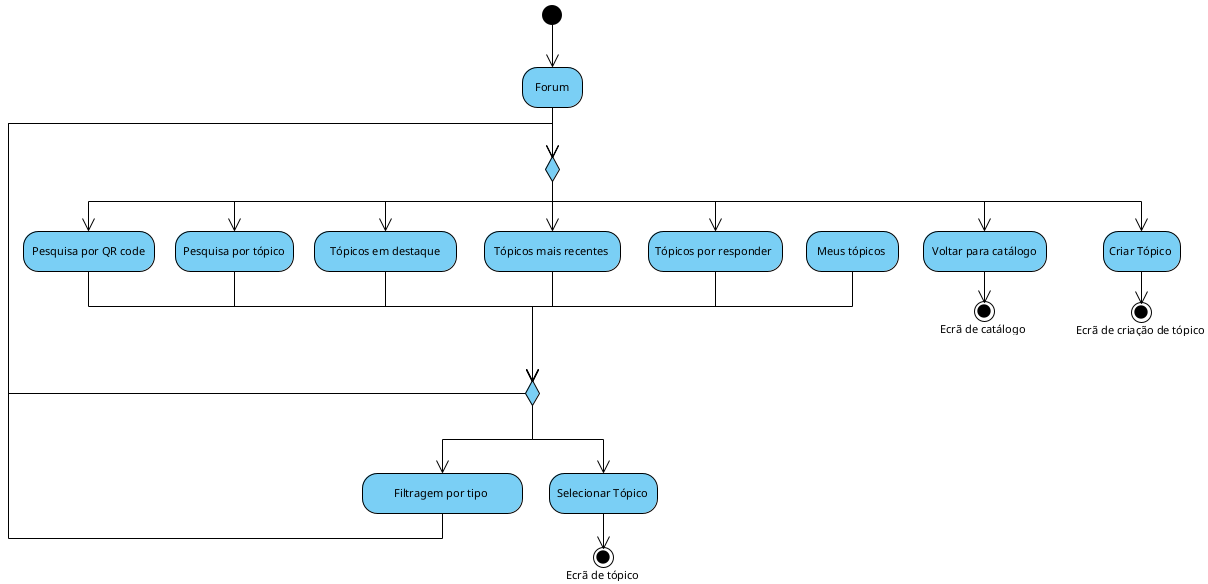 Forum
Pesquisa por QR code
Pesquisa por tópico
Tópicos em destaque
Tópicos mais recentes
Tópicos por responder
Meus tópicos
Voltar para catálogo
Criar Tópico
Ecrã de catálogo
Ecrã de criação de tópico
Filtragem por tipo
Selecionar Tópico
Ecrã de tópico